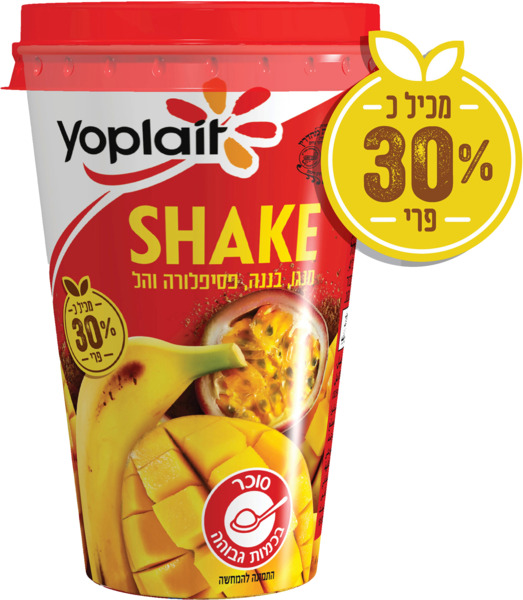 yoplait
SHAKE
מנגו, בננה, פסיפלורה והל
מכיל כ
30%
פרי
סוכר
בכמות גבוהה
התמונה להמחשה
מכיל כ
30%
פרי